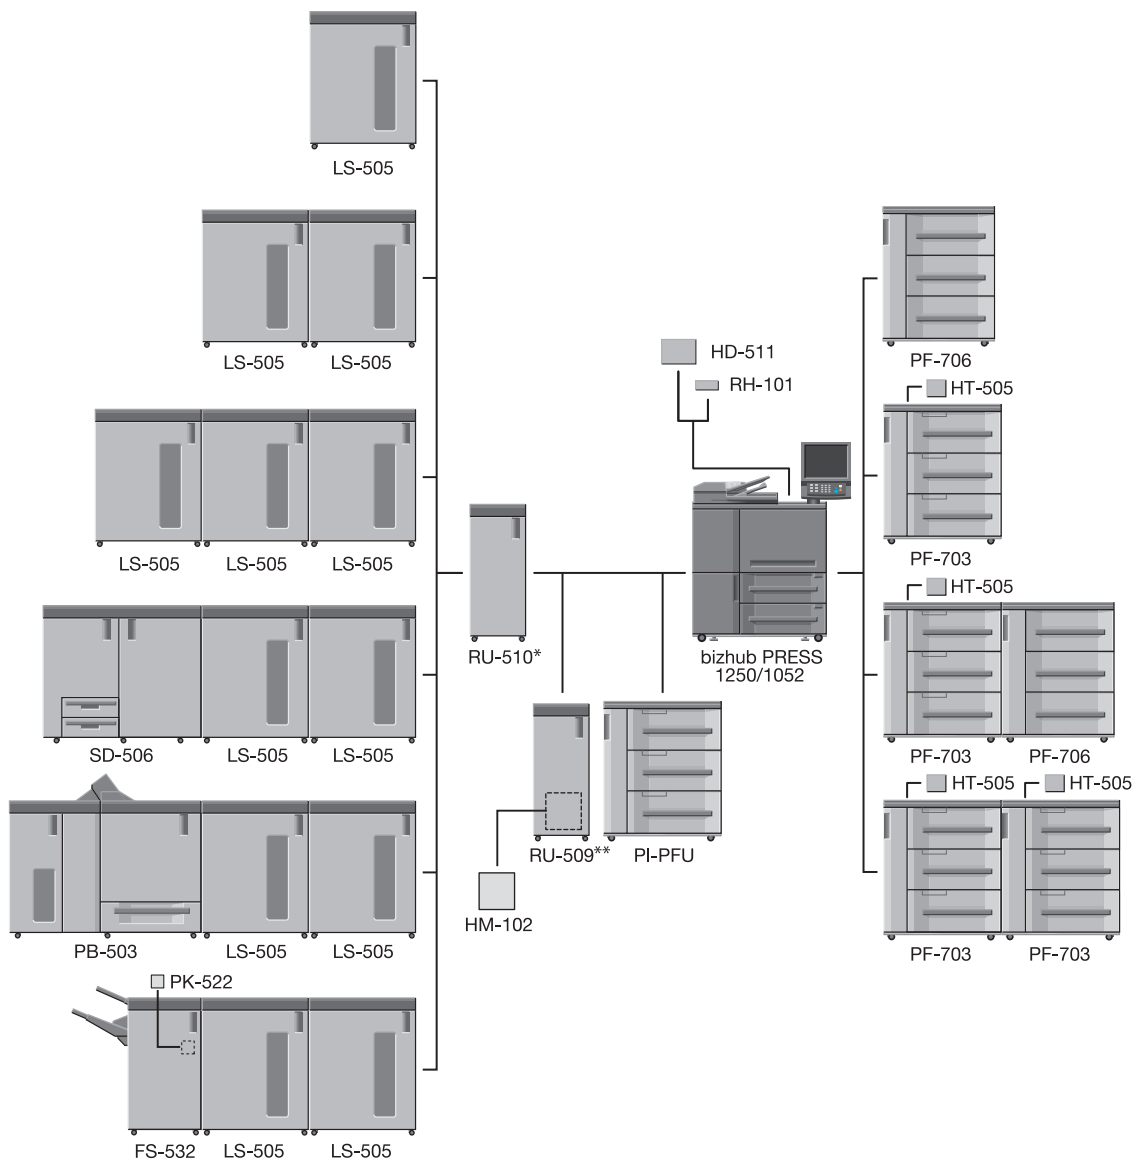 LS-505
LS-505 LS-505
HD-511
PF-706
RH-101
HT-505
LS-505 LS-505 LS-505
PF-703
HT-505
RU-510*
bizhub PRESS
1250/1052
SD-506 LS-505 LS-505
PF-703 PF-706
HT-505 HT-505
RU-509** PI-PFU
HM-102
PB-503 LS-505 LS-505
PF-703 PF-703
PK-522
FS-532 LS-505 LS-505